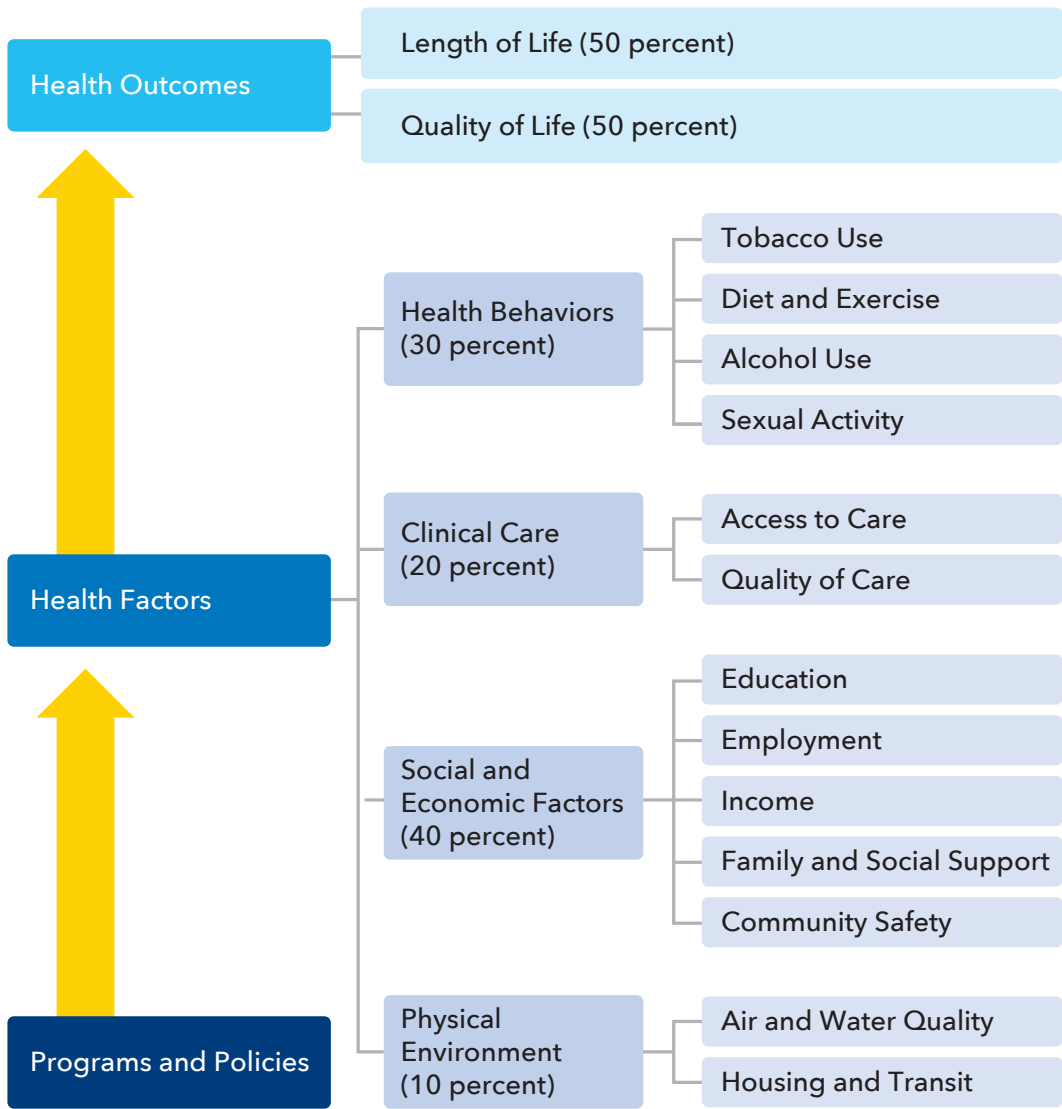 Health Outcomes
Length of Life (50 percent)
Quality of Life (50 percent)
Health Factors
Health Behaviors
(30 percent)
Tobacco Use
Diet and Exercise
Alcohol Use
Sexual Activity
Clinical Care
(20 percent)
Access to Care
Quality of Care
Social and
Economic Factors
(40 percent)
Education
Employment
Income
Family and Social Support
Community Safety
Physical
Environment
(10 percent)
Air and Water Quality
Housing and Transit
Programs and Policies